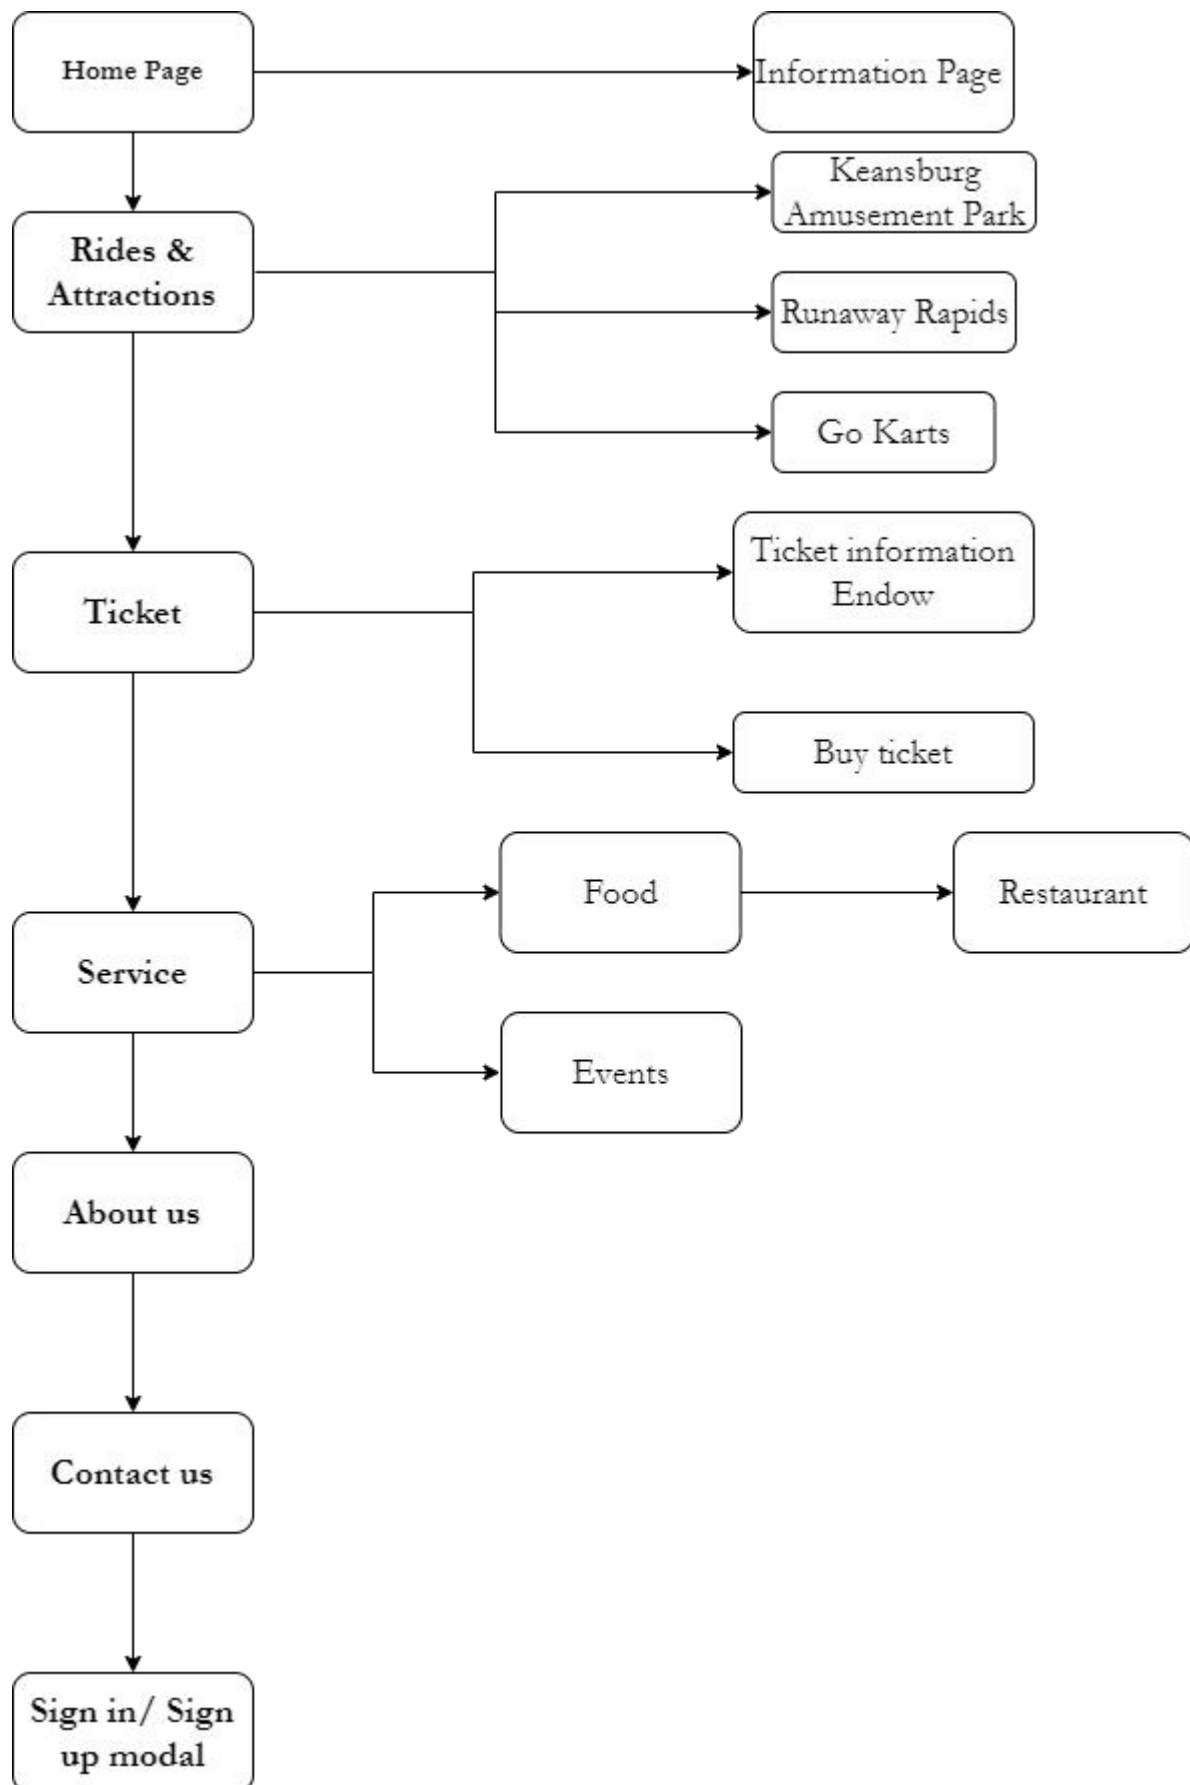 Home Page
Information Page
Keansburg
Amusement Park
Rides &
Attractions
Runaway Rapids
Go Karts
Ticket information
Endow
Ticket
Buy ticket
Food
Restaurant
Service
Events
About us
Contact us
Sign in/ Sign
up modal